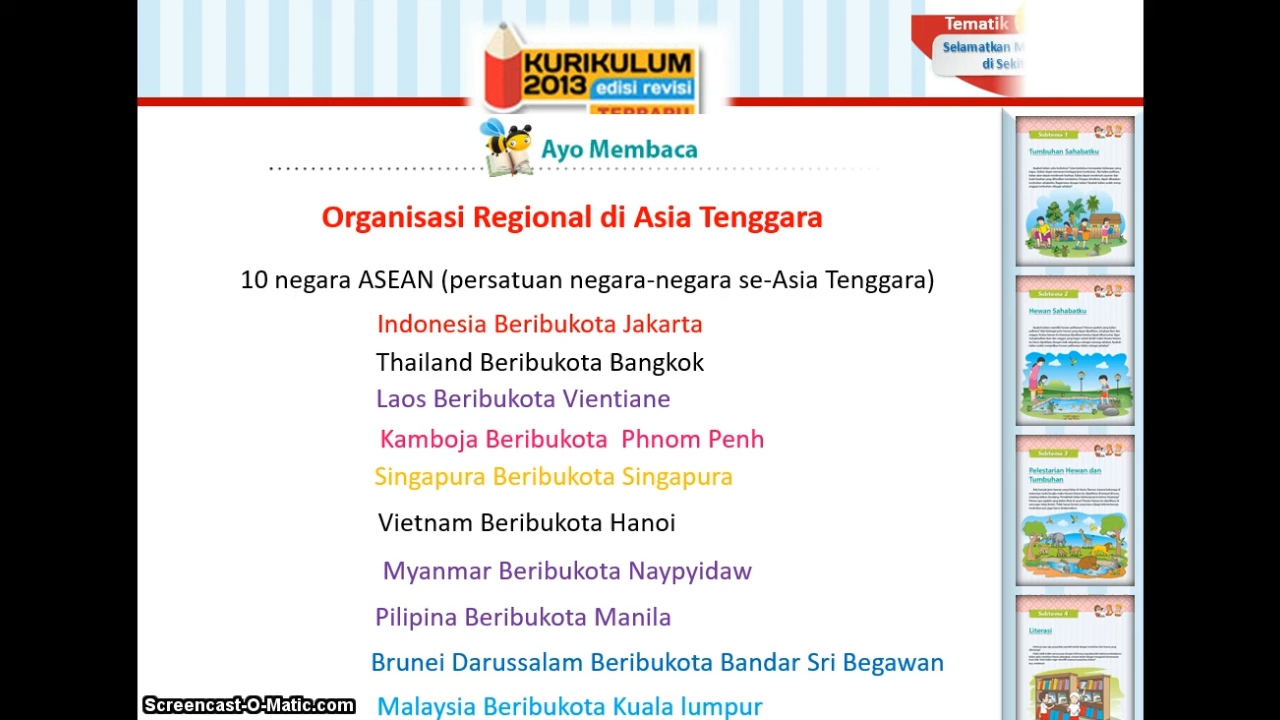 Tematik
Selamatkan M
di Seki
KURIKULUM
2013 edisi revisi
TERBARU
Ayo Membaca
Organisasi Regional di Asia Tenggara
10 negara ASEAN (persatuan negara-negara se-Asia Tenggara)
Indonesia Beribukota Jakarta
Thailand Beribukota Bangkok
Laos Beribukota Vientiane
Kamboja Beribukota Phnom Penh
Singapura Beribukota Singapura
Vietnam Beribukota Hanoi
Myanmar Beribukota Naypyidaw
Pilipina Beribukota Manila
Brunei Darussalam Beribukota Bandar Sri Begawan
Malaysia Beribukota Kuala lumpur
Subtema 1
Tumbuhan Sahabatku
Subtema 2
Hewan Sahabatku
Subtema 3
Pelestarian Hewan dan
Tumbuhan
Subtema 4
Literasi
Screencast-O-Matic.com